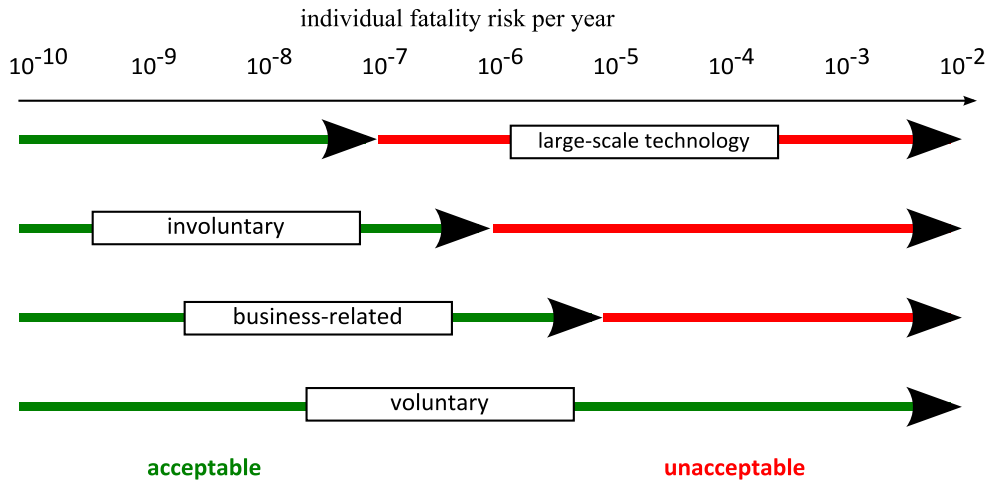 individual fatality risk per year
10⁻¹⁰ 10⁻⁹ 10⁻⁸ 10⁻⁷ 10⁻⁶ 10⁻⁵ 10⁻⁴ 10⁻³ 10⁻²
large-scale technology
involuntary
business-related
voluntary
acceptable unacceptable